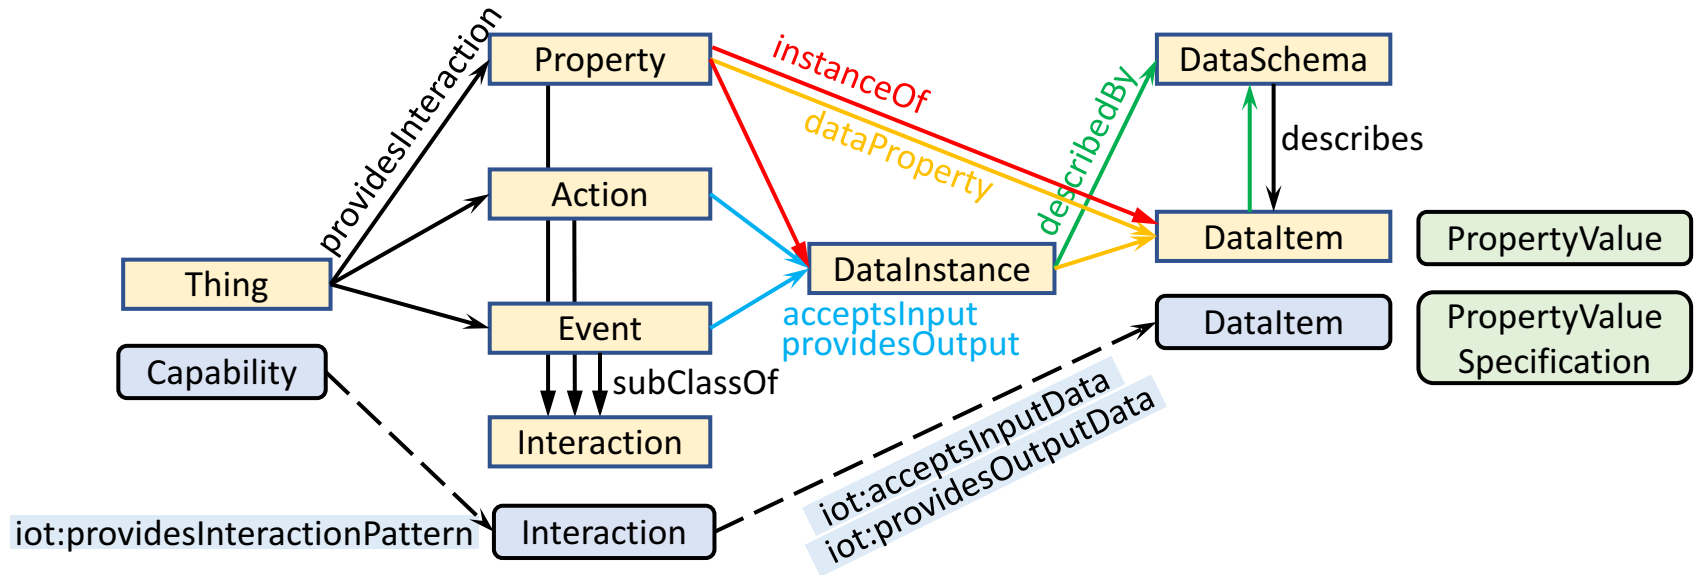 Property
Action
Event
Interaction
Thing
providesInteraction
subClassOf
Capability
iot:providesInteractionPattern
Interaction
instanceOf
dataProperty
DataInstance
acceptsInput
providesOutput
iot:acceptsInputData
iot:providesOutputData
describedBy
DataSchema
describes
DataItem
DataItem
PropertyValue
PropertyValue
Specification